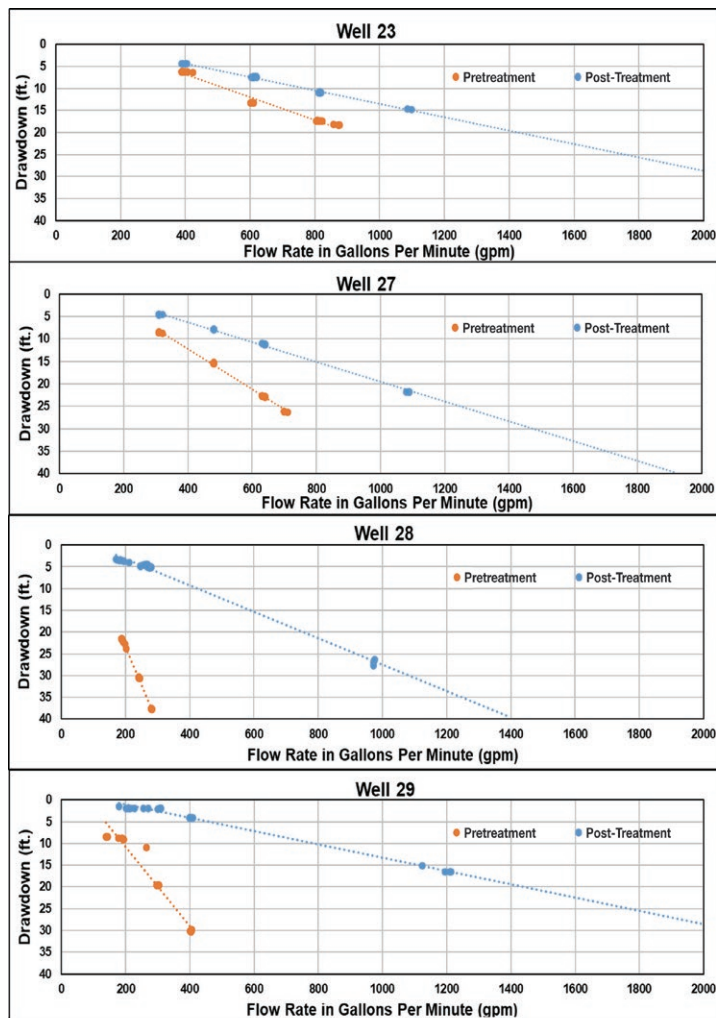 Well 23
Drawdown (ft.)
0
5
10
15
20
25
30
35
40
Pretreatment
Post-Treatment
0 200 400 600 800 1000 1200 1400 1600 1800 2000
Flow Rate in Gallons Per Minute (gpm)
Well 27
Drawdown (ft.)
0
5
10
15
20
25
30
35
40
Pretreatment
Post-Treatment
0 200 400 600 800 1000 1200 1400 1600 1800 2000
Flow Rate in Gallons Per Minute (gpm)
Well 28
Drawdown (ft.)
0
5
10
15
20
25
30
35
40
Pretreatment
Post-Treatment
0 200 400 600 800 1000 1200 1400 1600 1800 2000
Flow Rate in Gallons Per Minute (gpm)
Well 29
Drawdown (ft.)
0
5
10
15
20
25
30
35
40
Pretreatment
Post-Treatment
0 200 400 600 800 1000 1200 1400 1600 1800 2000
Flow Rate in Gallons Per Minute (gpm)